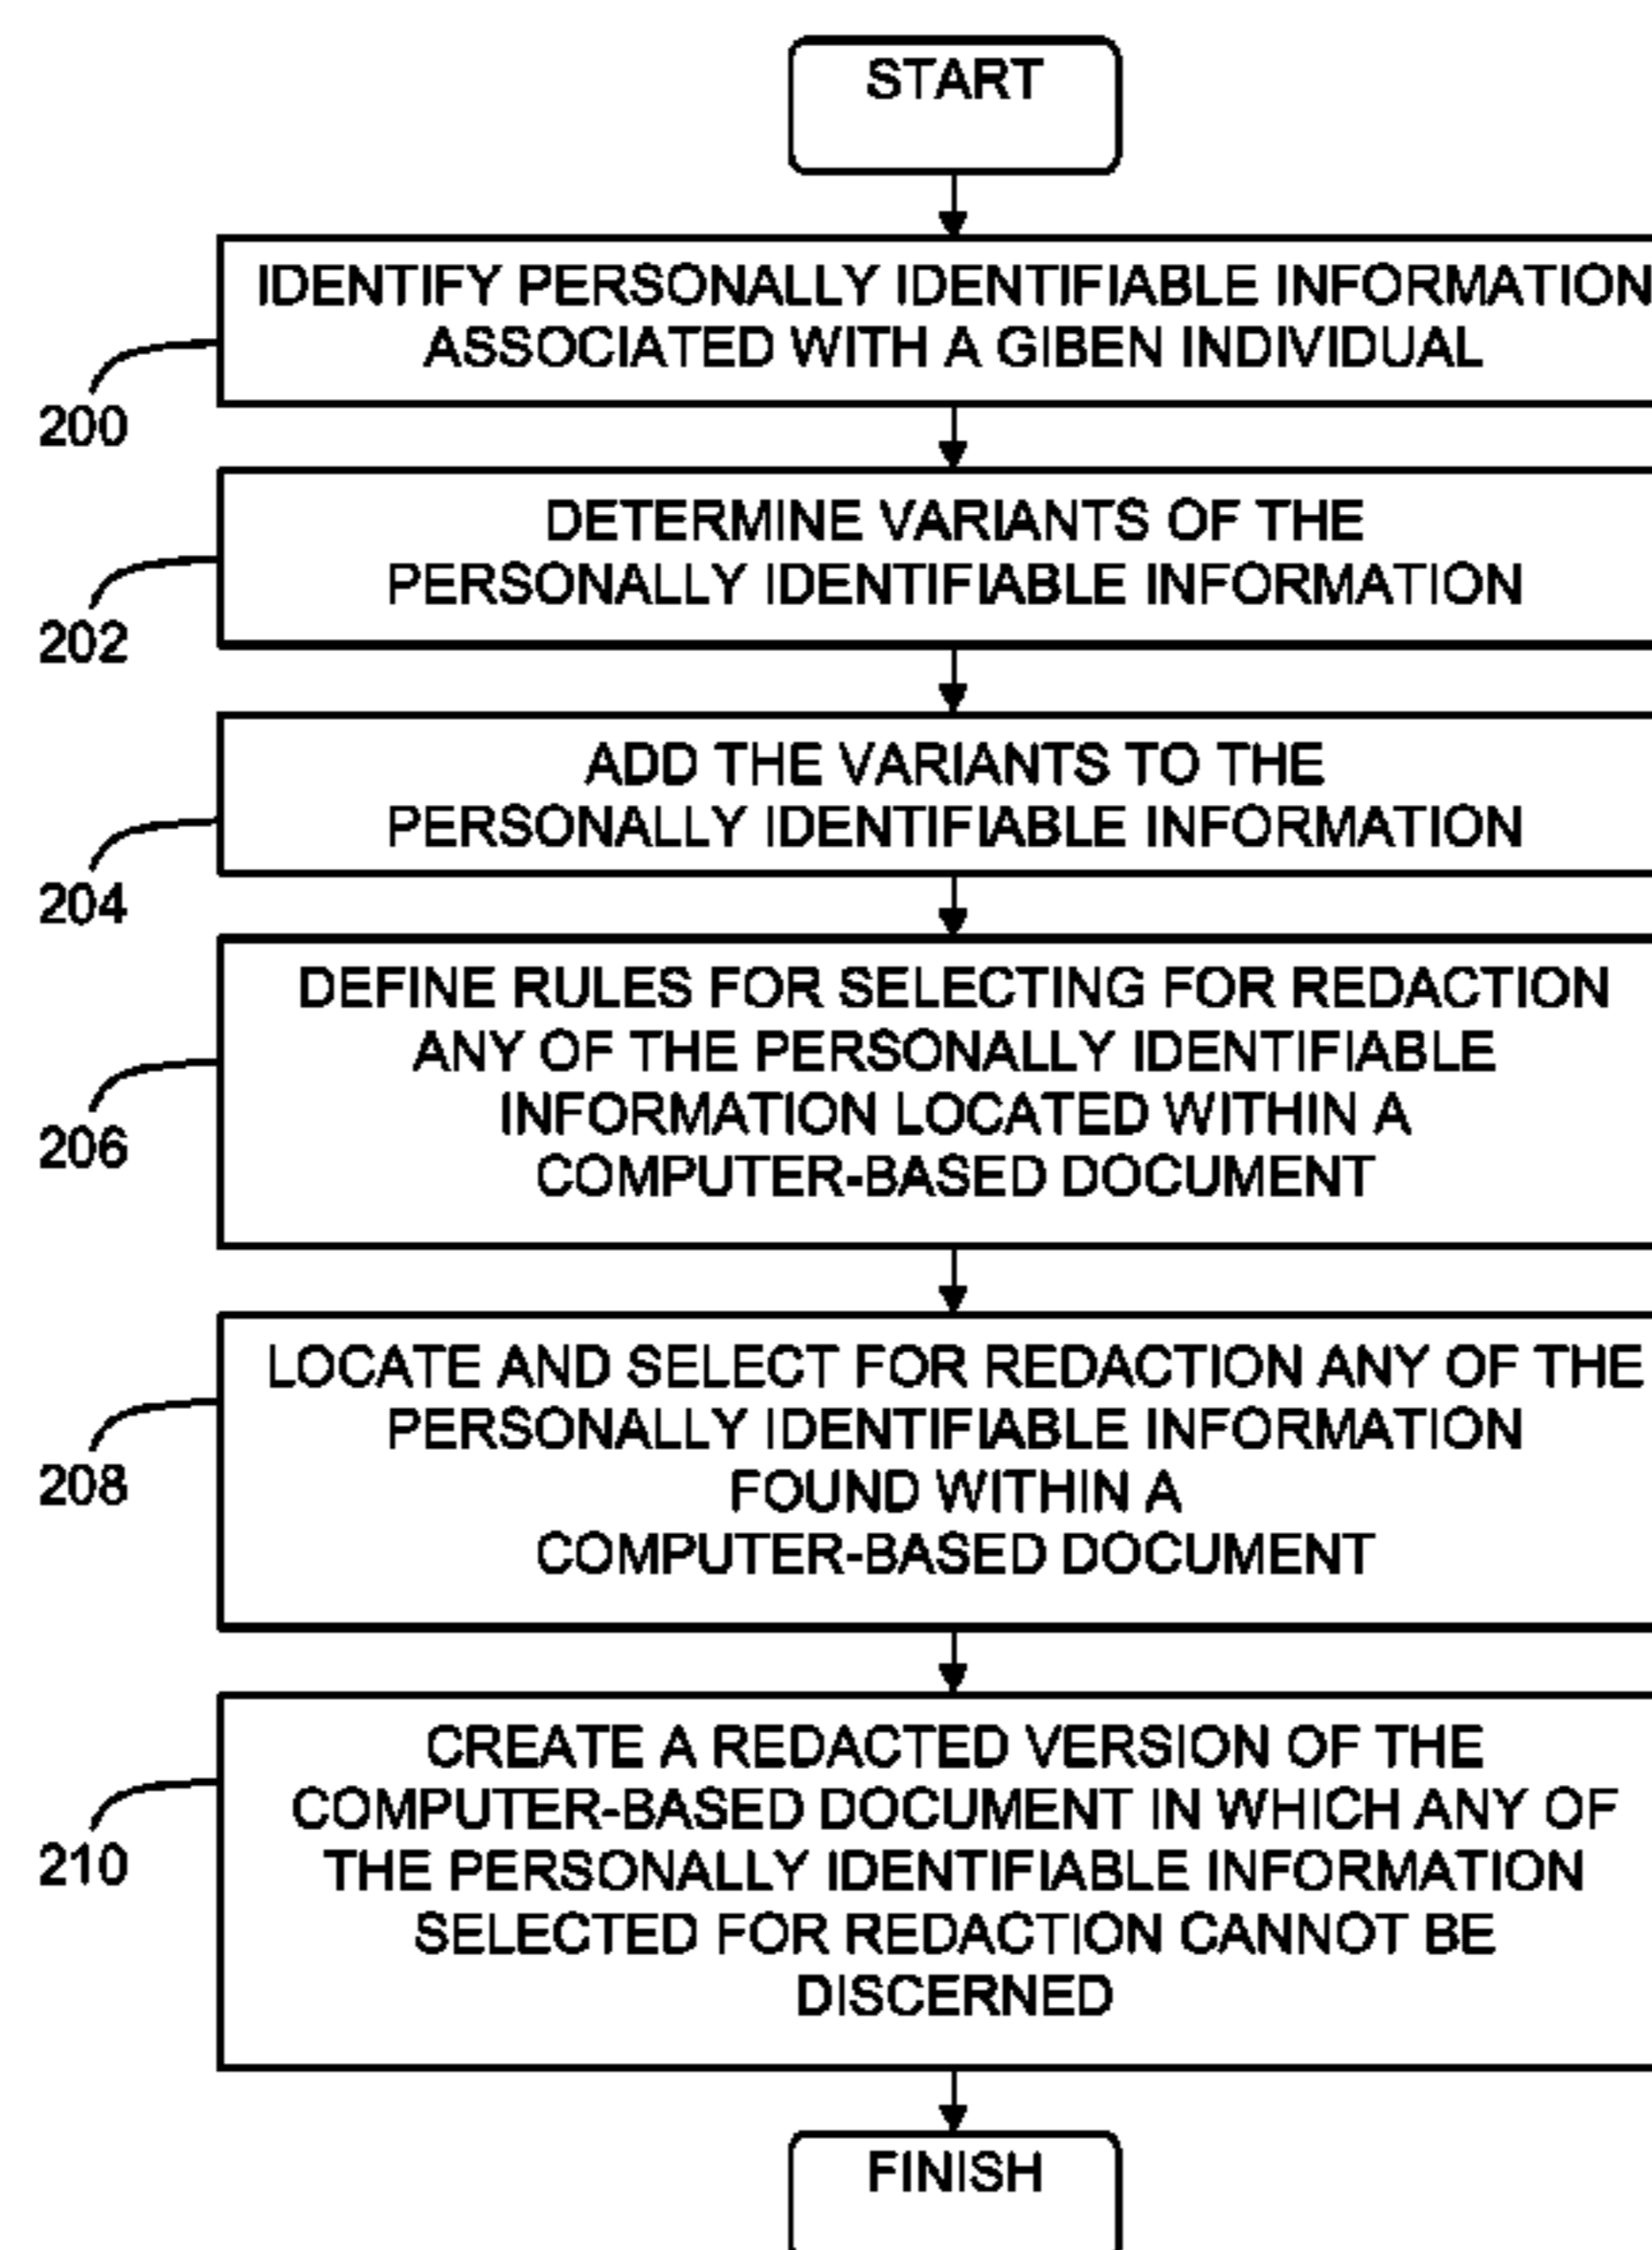 START
IDENTIFY PERSONALLY IDENTIFIABLE INFORMATION
ASSOCIATED WITH A GIBEN INDIVIDUAL
200
DETERMINE VARIANTS OF THE
PERSONALLY IDENTIFIABLE INFORMATION
202
ADD THE VARIANTS TO THE
PERSONALLY IDENTIFIABLE INFORMATION
204
DEFINE RULES FOR SELECTING FOR REDACTION
ANY OF THE PERSONALLY IDENTIFIABLE
INFORMATION LOCATED WITHIN A
COMPUTER-BASED DOCUMENT
206
LOCATE AND SELECT FOR REDACTION ANY OF THE
PERSONALLY IDENTIFIABLE INFORMATION
FOUND WITHIN A
COMPUTER-BASED DOCUMENT
208
CREATE A REDACTED VERSION OF THE
COMPUTER-BASED DOCUMENT IN WHICH ANY OF
THE PERSONALLY IDENTIFIABLE INFORMATION
SELECTED FOR REDACTION CANNOT BE
DISCERNED
210
FINISH